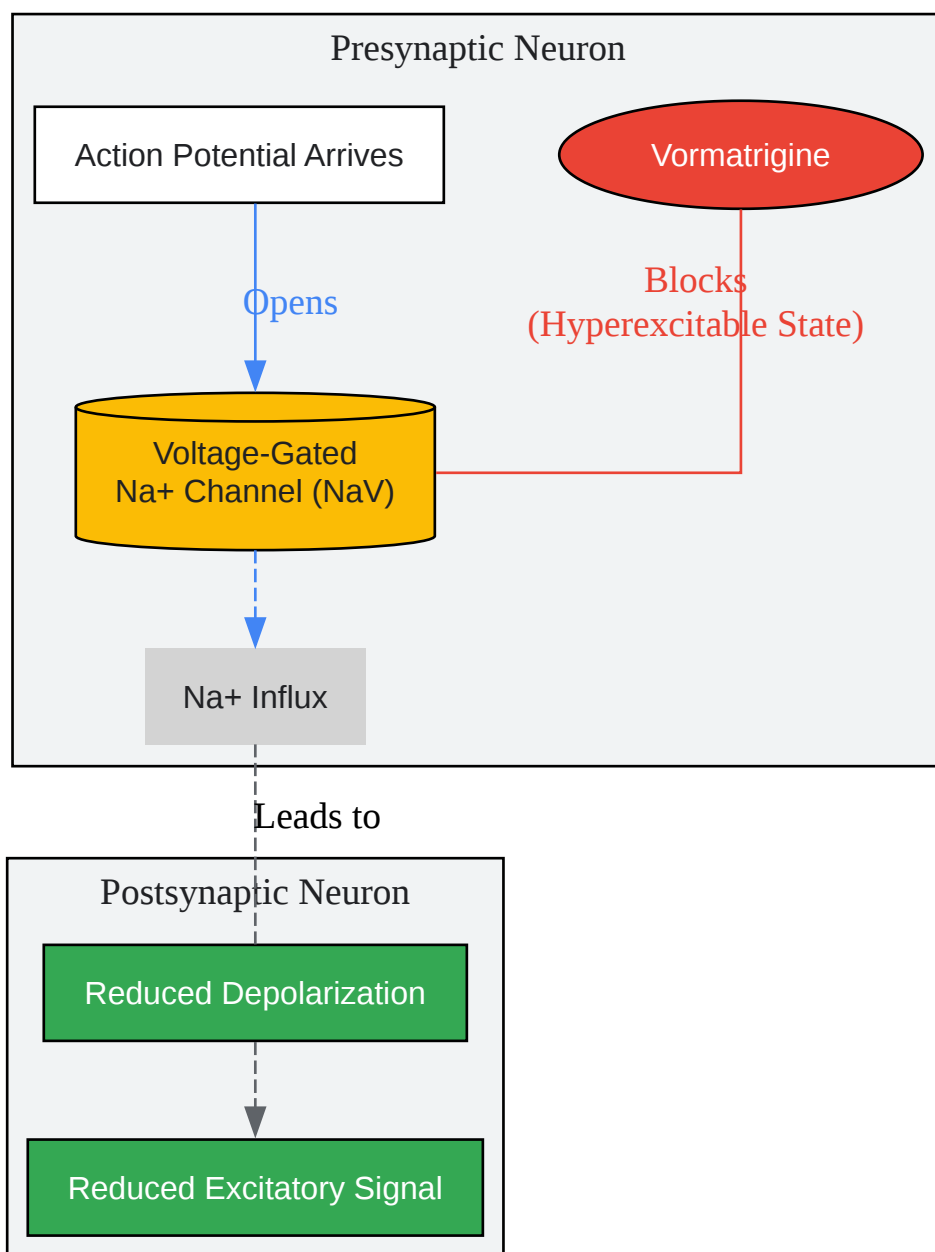 Presynaptic Neuron
Action Potential Arrives
Vormatrigine
Opens
Blocks
(Hyperexcitable State)
Voltage-Gated
Na+ Channel (NaV)
Na+ Influx
Leads to
Postsynaptic Neuron
Reduced Depolarization
Reduced Excitatory Signal